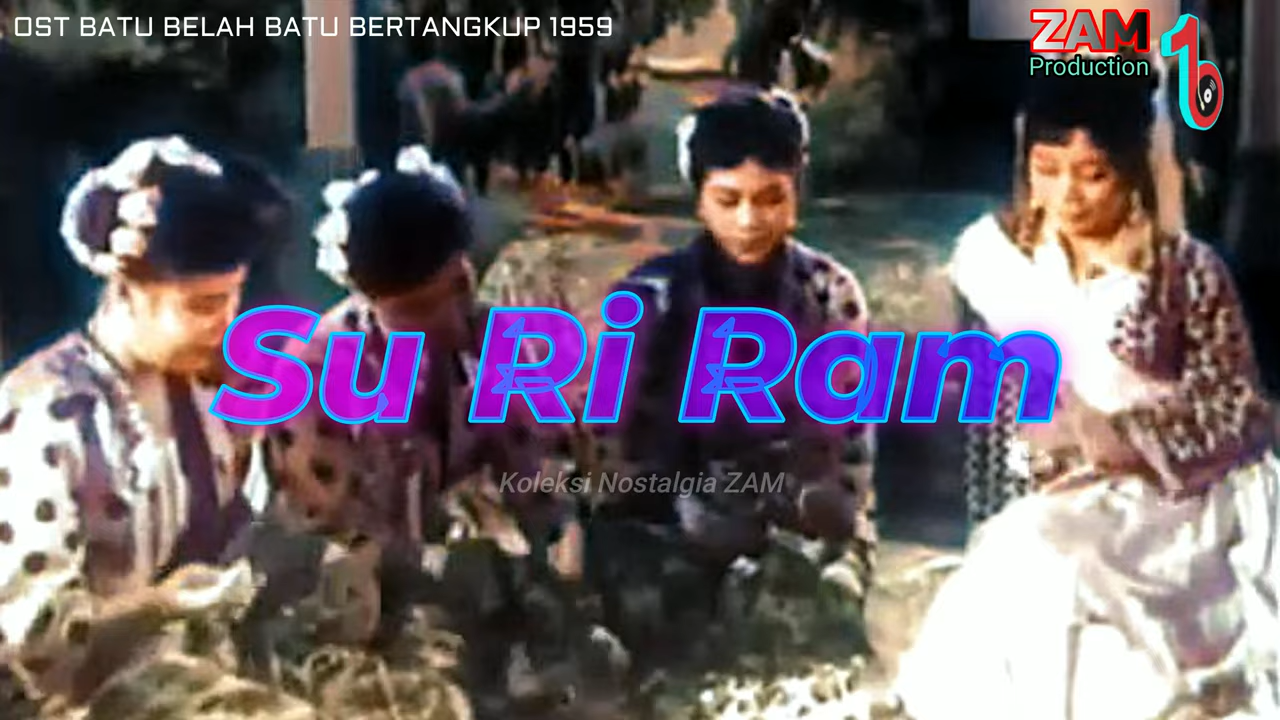 OST BATU BELAH BATU BERTANGKUP 1959
ZAM
Production
Su Ri Ram
Koleksi Nostalgia ZAM